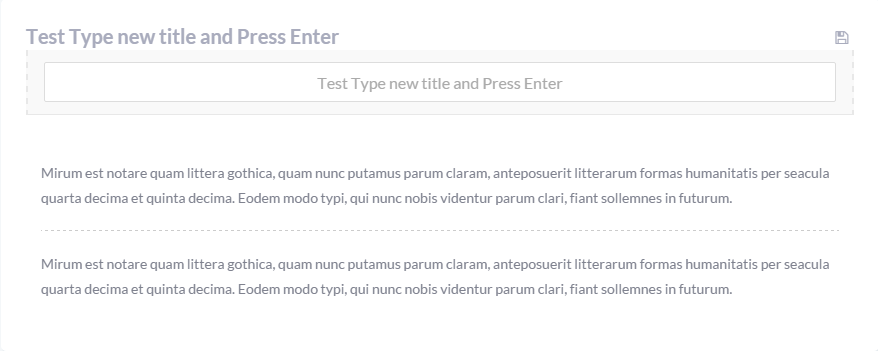 Test Type new title and Press Enter
Test Type new title and Press Enter
Mirum est notare quam littera gothica, quam nunc putamus parum claram, anteposuerit litterarum formas humanitatis per seacula
quarta decima et quinta decima. Eodem modo typi, qui nunc nobis videntur parum clari, fiant sollemnes in futurum.
Mirum est notare quam littera gothica, quam nunc putamus parum claram, anteposuerit litterarum formas humanitatis per seacula
quarta decima et quinta decima. Eodem modo typi, qui nunc nobis videntur parum clari, fiant sollemnes in futurum.